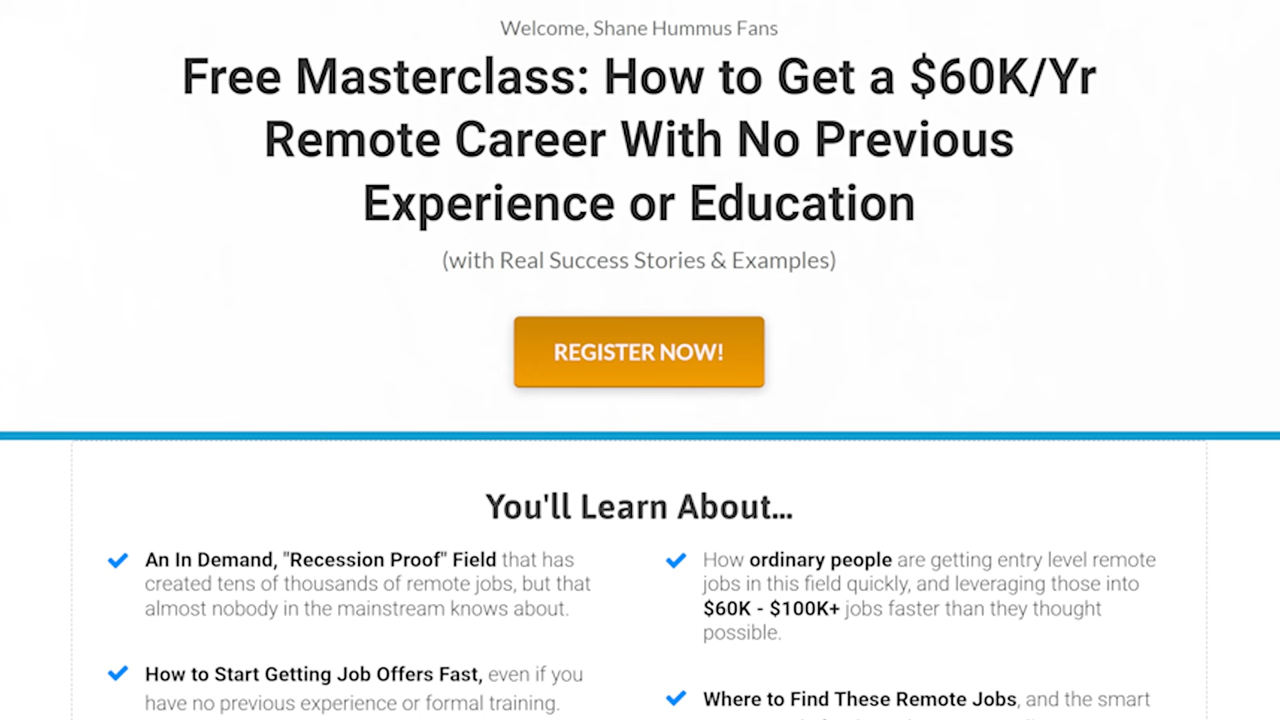 Welcome, Shane Hummus Fans
Free Masterclass: How to Get a $60K/Yr
Remote Career With No Previous
Experience or Education
(with Real Success Stories & Examples)
REGISTER NOW!
You'll Learn About...
An In Demand, "Recession Proof" Field that has
created tens of thousands of remote jobs, but that
almost nobody in the mainstream knows about.
How to Start Getting Job Offers Fast, even if you
have no previous experience or formal training.
How ordinary people are getting entry level remote
jobs in this field quickly, and leveraging those into
$60K - $100K+ jobs faster than they thought
possible.
Where to Find These Remote Jobs, and the smart